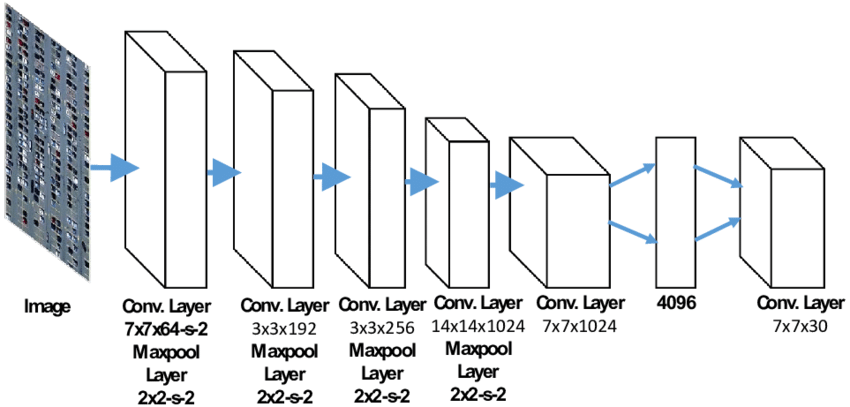 Image
Conv. Layer
7x7x64-s-2
Maxpool
Layer
2x2-s-2
Conv. Layer
3x3x192
Maxpool
Layer
2x2-s-2
Conv. Layer
3x3x256
Maxpool
Layer
2x2-s-2
Conv. Layer
14x14x1024
Maxpool
Layer
2x2-s-2
Conv. Layer
7x7x1024
4096
Conv. Layer
7x7x30